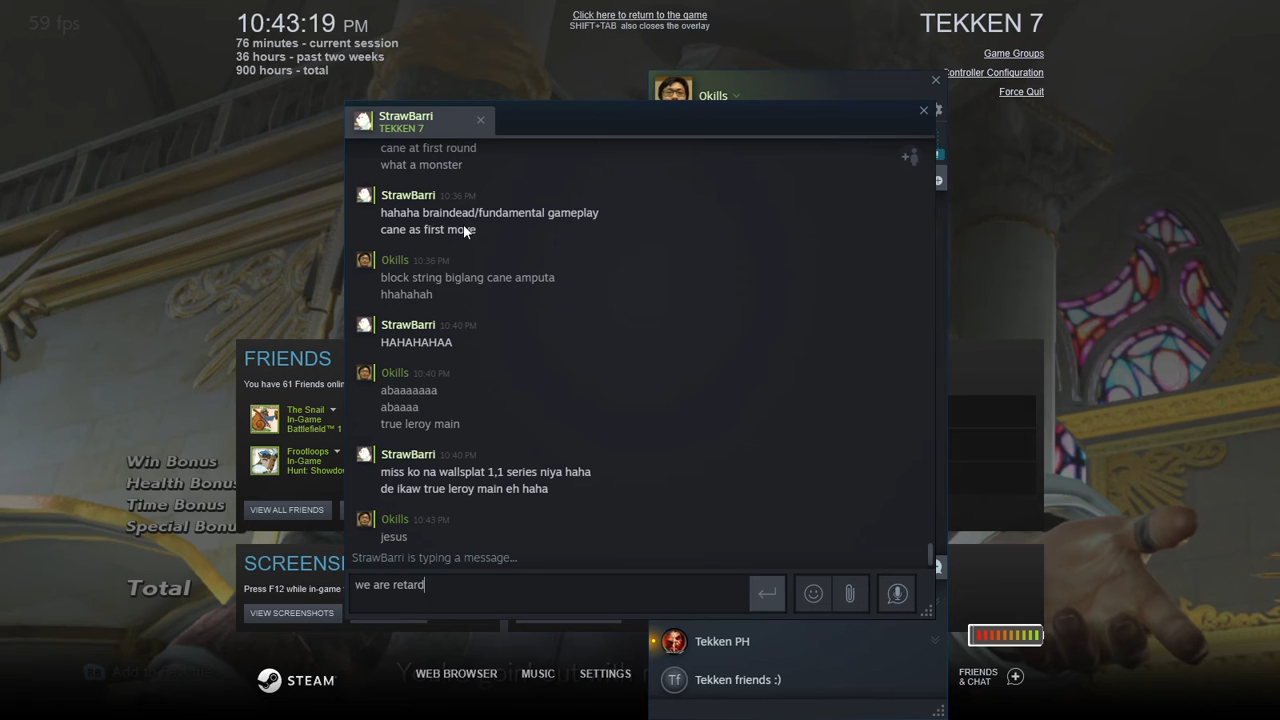 59 fps
10:43:19 PM
76 minutes - current session
36 hours - past two weeks
900 hours - total
Click here to return to the game
SHIFT+TAB also closes the overlay
TEKKEN 7
Game Groups
Controller Configuration
Force Quit
0kills
StrawBarri
TEKKEN 7
cane at first round
what a monster
StrawBarri 10:36 PM
hahaha braindead/fundamental gameplay
cane as first move
0kills 10:36 PM
block string biglang cane amputa
hhahahah
StrawBarri 10:40 PM
HAHAHAHAA
0kills 10:40 PM
abaaaaaaa
abaaaa
true leroy main
StrawBarri 10:40 PM
miss ko na wallsplat 1,1 series niya haha
de ikaw true leroy main eh haha
0kills 10:43 PM
jesus
StrawBarri is typing a message...
we are retard
FRIENDS
You have 61 Friends onlin
The Snail
In-Game
Battlefield™ 1
Frootloops
In-Game
Hunt: Showdow
VIEW ALL FRIENDS
Win Bonus
Health Bonus
Time Bonus
Special Bonu
Total
SCREENS
Press F12 while in-game
VIEW SCREENSHOTS
Tekken PH
Tf
Tekken friends :)
STEAM
WEB BROWSER
MUSIC
SETTINGS
FRIENDS
& CHAT